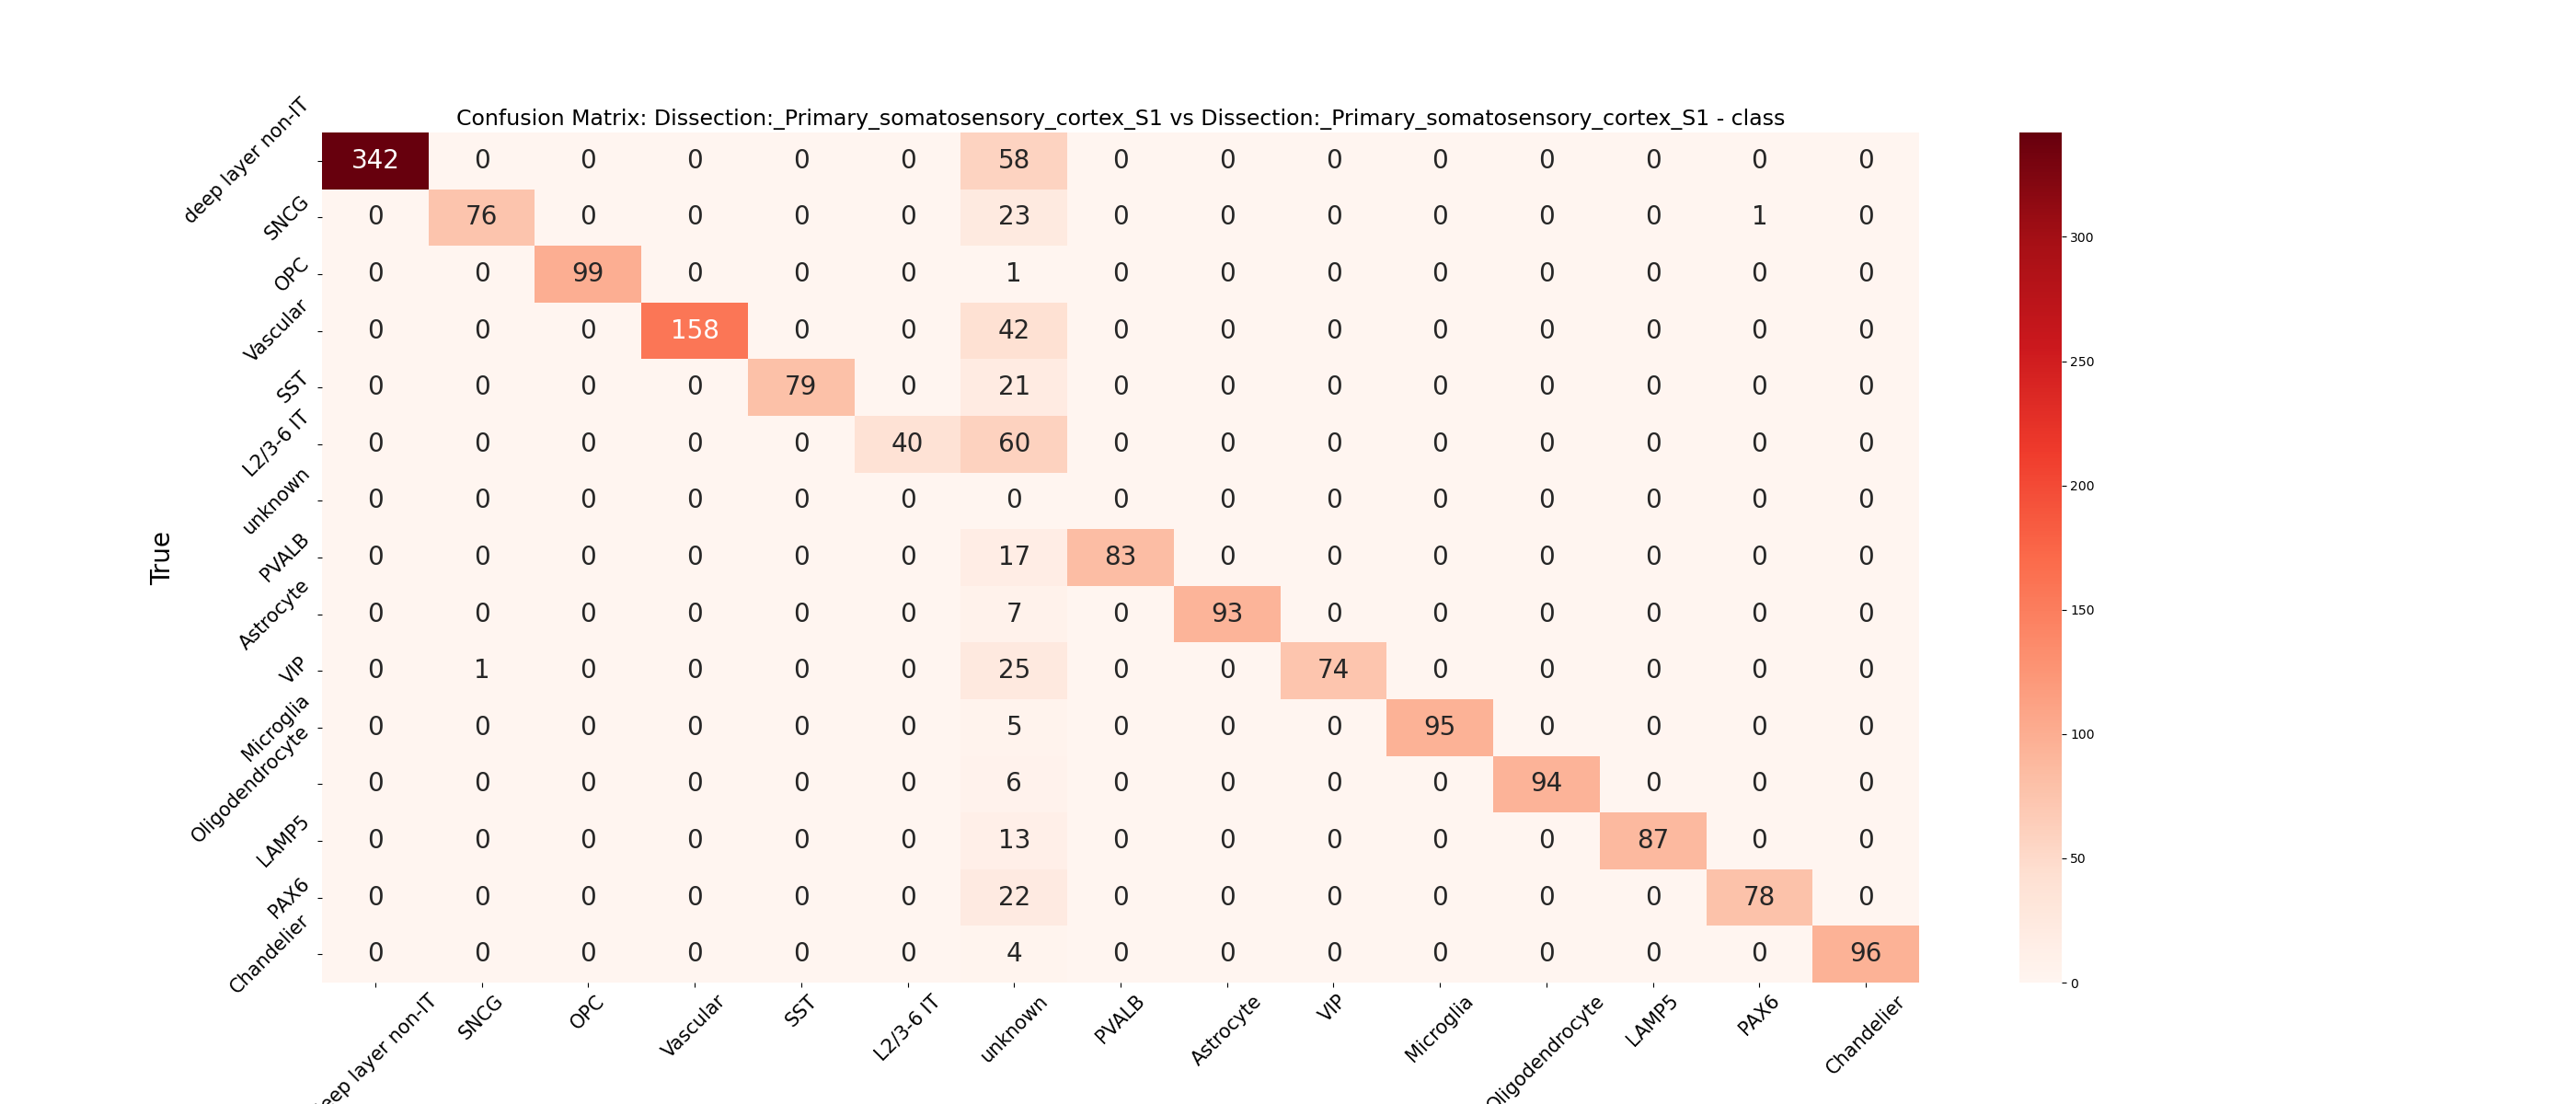 Confusion Matrix: Dissection:_Primary_somatosensory_cortex_S1 vs Dissection:_Primary_somatosensory_cortex_S1 - class
True
deep layer non-IT 342 0 0 0 0 0 58 0 0 0 0 0 0 0 0
SNCG 0 76 0 0 0 0 23 0 0 0 0 0 0 1 0
OPC 0 0 99 0 0 0 1 0 0 0 0 0 0 0 0
Vascular 0 0 0 158 0 0 42 0 0 0 0 0 0 0 0
SST 0 0 0 0 79 0 21 0 0 0 0 0 0 0 0
L2/3-6 IT 0 0 0 0 0 40 60 0 0 0 0 0 0 0 0
unknown 0 0 0 0 0 0 0 0 0 0 0 0 0 0 0
PVALB 0 0 0 0 0 0 17 83 0 0 0 0 0 0 0
Astrocyte 0 0 0 0 0 0 7 0 93 0 0 0 0 0 0
VIP 0 1 0 0 0 0 25 0 0 74 0 0 0 0 0
Microglia 0 0 0 0 0 0 5 0 0 0 95 0 0 0 0
Oligodendrocyte 0 0 0 0 0 0 6 0 0 0 0 94 0 0 0
LAMP5 0 0 0 0 0 0 13 0 0 0 0 0 87 0 0
PAX6 0 0 0 0 0 0 22 0 0 0 0 0 0 78 0
Chandelier 0 0 0 0 0 0 4 0 0 0 0 0 0 0 96
eep layer non-IT SNCG OPC Vascular SST L2/3-6 IT unknown PVALB Astrocyte VIP Microglia Oligodendrocyte LAMP5 PAX6 Chandelier
300
250
200
150
100
50
0